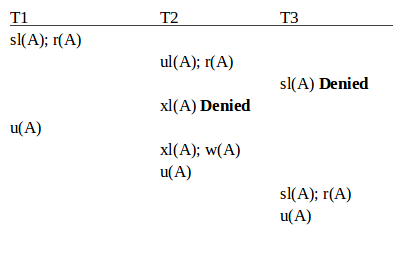 T1 T2 T3
sl(A); r(A)
ul(A); r(A)
sl(A) Denied
xl(A) Denied
u(A)
xl(A); w(A)
u(A)
sl(A); r(A)
u(A)